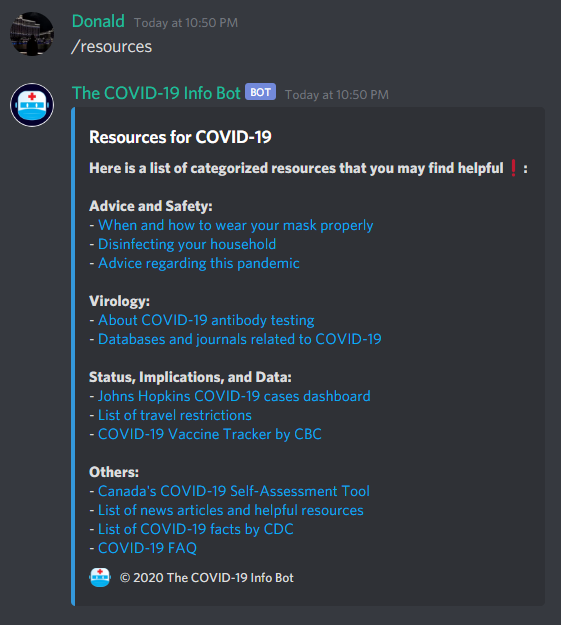 Donald Today at 10:50 PM
/resources
The COVID-19 Info Bot BOT Today at 10:50 PM
Resources for COVID-19
Here is a list of categorized resources that you may find helpful❗:
Advice and Safety:
- When and how to wear your mask properly
- Disinfecting your household
- Advice regarding this pandemic
Virology:
- About COVID-19 antibody testing
- Databases and journals related to COVID-19
Status, Implications, and Data:
- Johns Hopkins COVID-19 cases dashboard
- List of travel restrictions
- COVID-19 Vaccine Tracker by CBC
Others:
- Canada's COVID-19 Self-Assessment Tool
- List of news articles and helpful resources
- List of COVID-19 facts by CDC
- COVID-19 FAQ
© 2020 The COVID-19 Info Bot